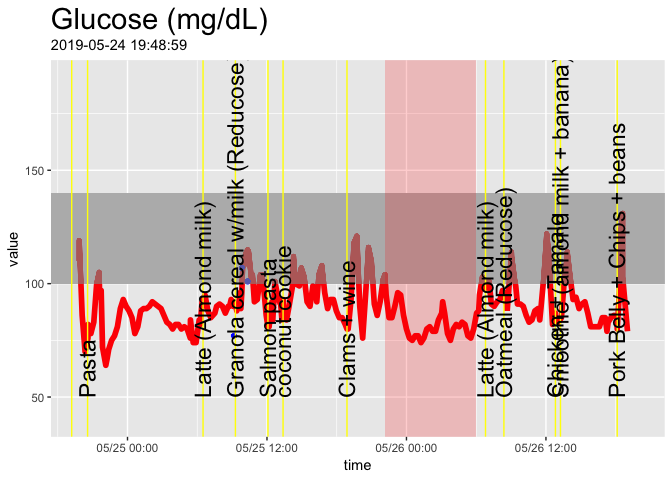 Glucose (mg/dL)
2019-05-24 19:48:59
value
150
100
50
Pasta
Latte (Almond milk)
Granola cereal w/milk (Reducose)
Salmon pasta
coconut cookie
Clams + wine
Latte (Almond milk)
Oatmeal (Reducose)
Smoothie (almond milk + banana)
Pork Belly + Chips + beans
05/25 00:00
05/25 12:00
05/26 00:00
05/26 12:00
time